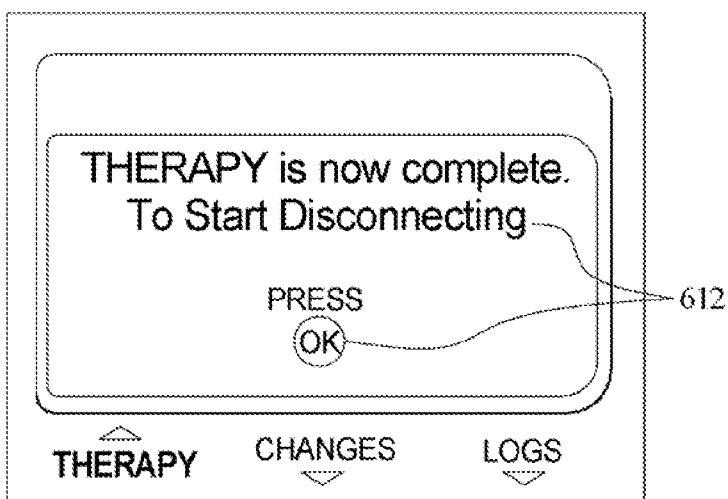 THERAPY is now complete.
To Start Disconnecting
612
PRESS
OK
THERAPY
CHANGES
LOGS